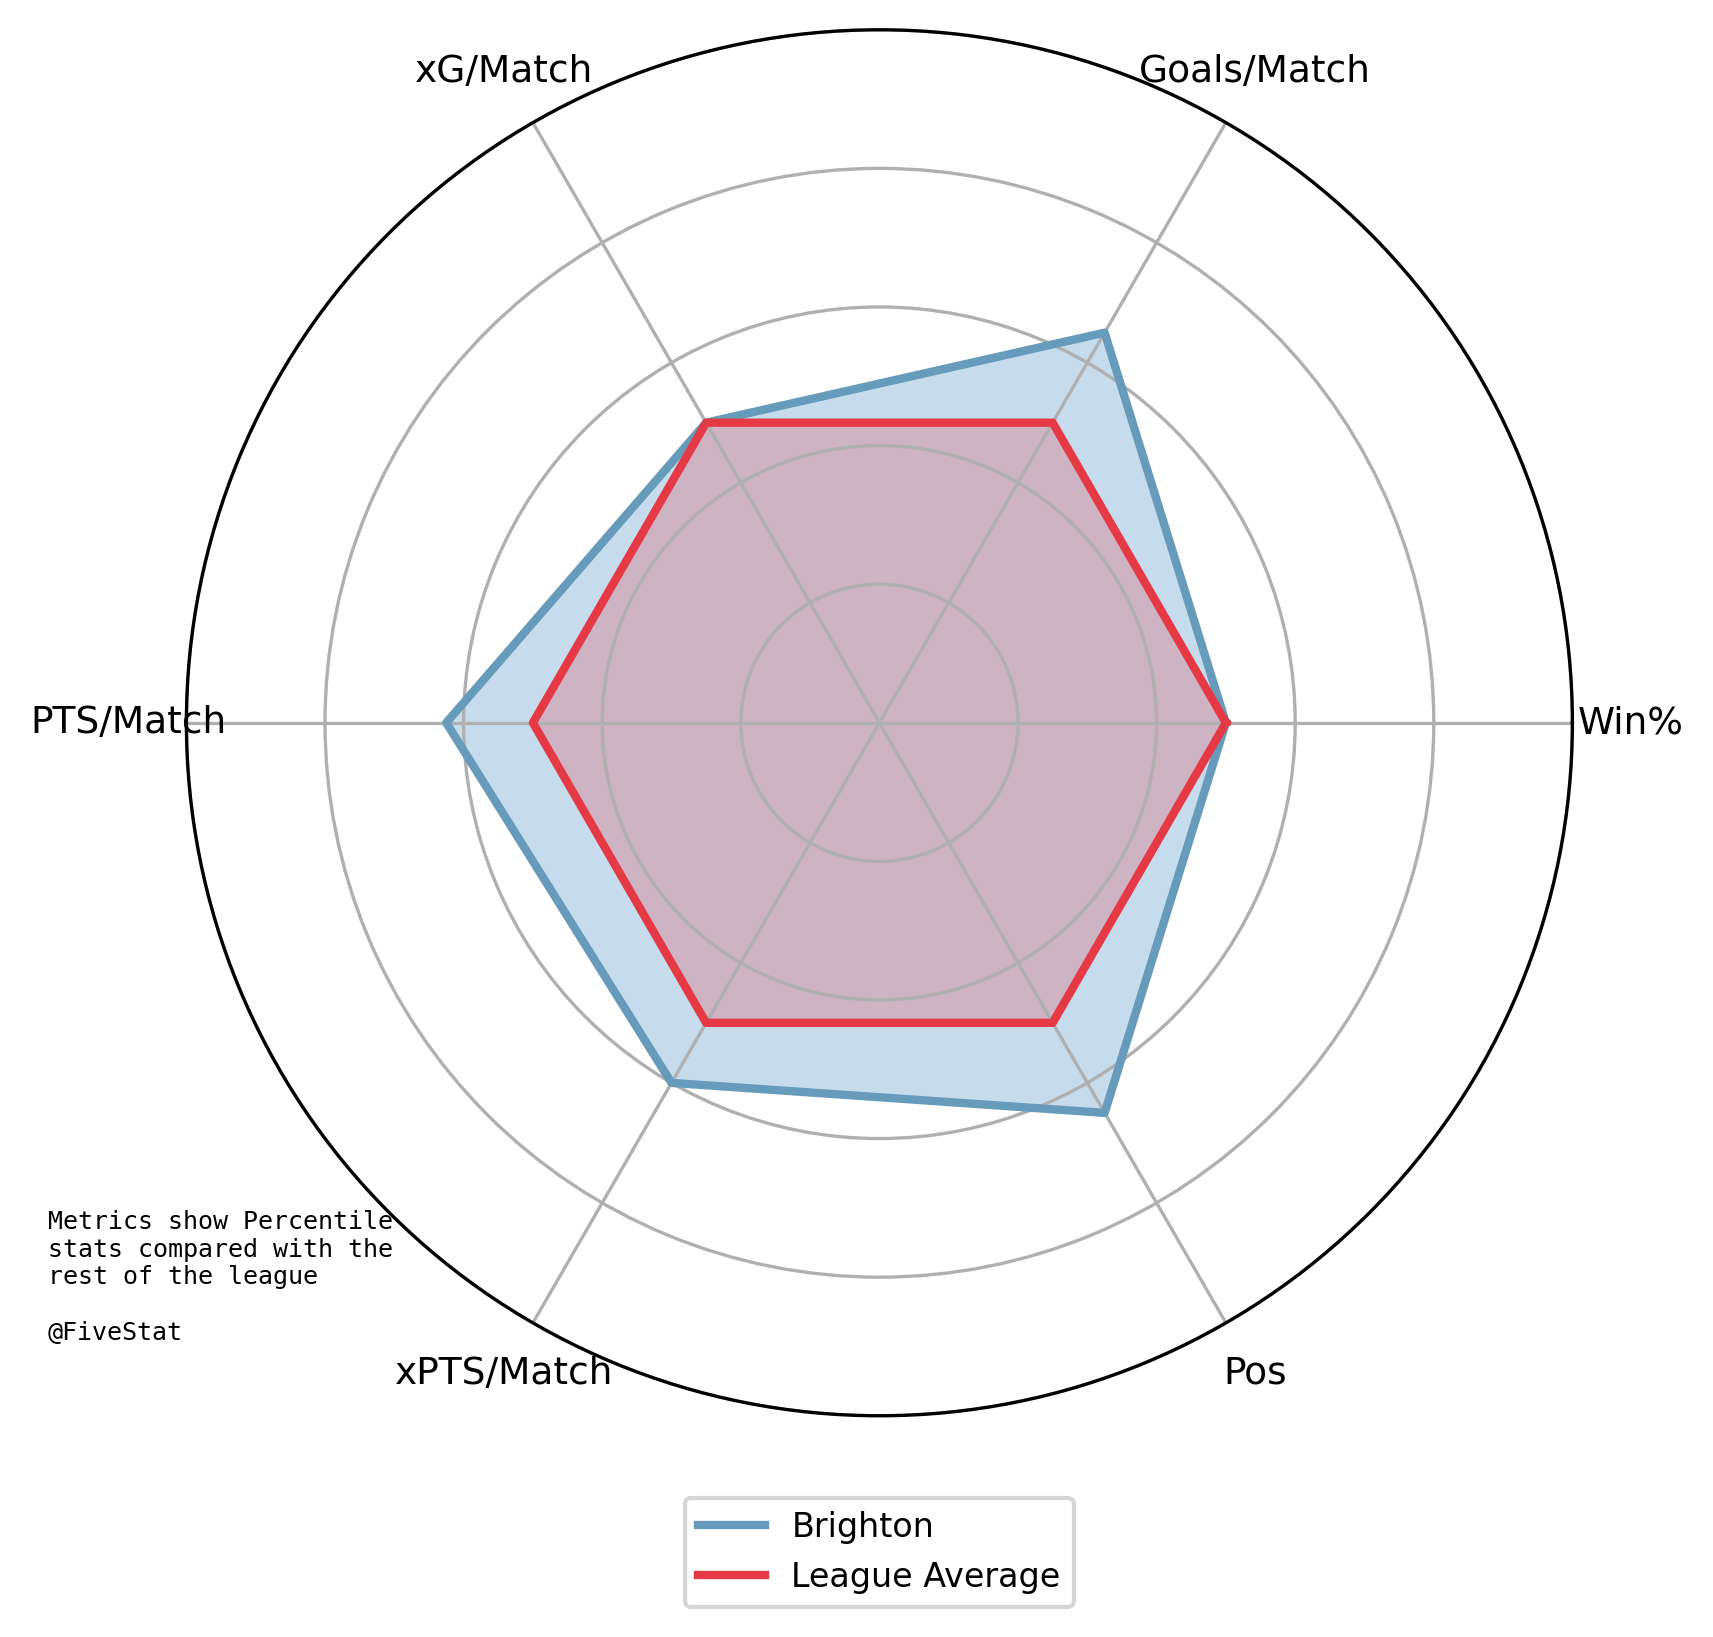 xG/Match
Goals/Match
PTS/Match
Win%
Metrics show Percentile
stats compared with the
rest of the league
@FiveStat
xPTS/Match
Pos
Brighton
League Average